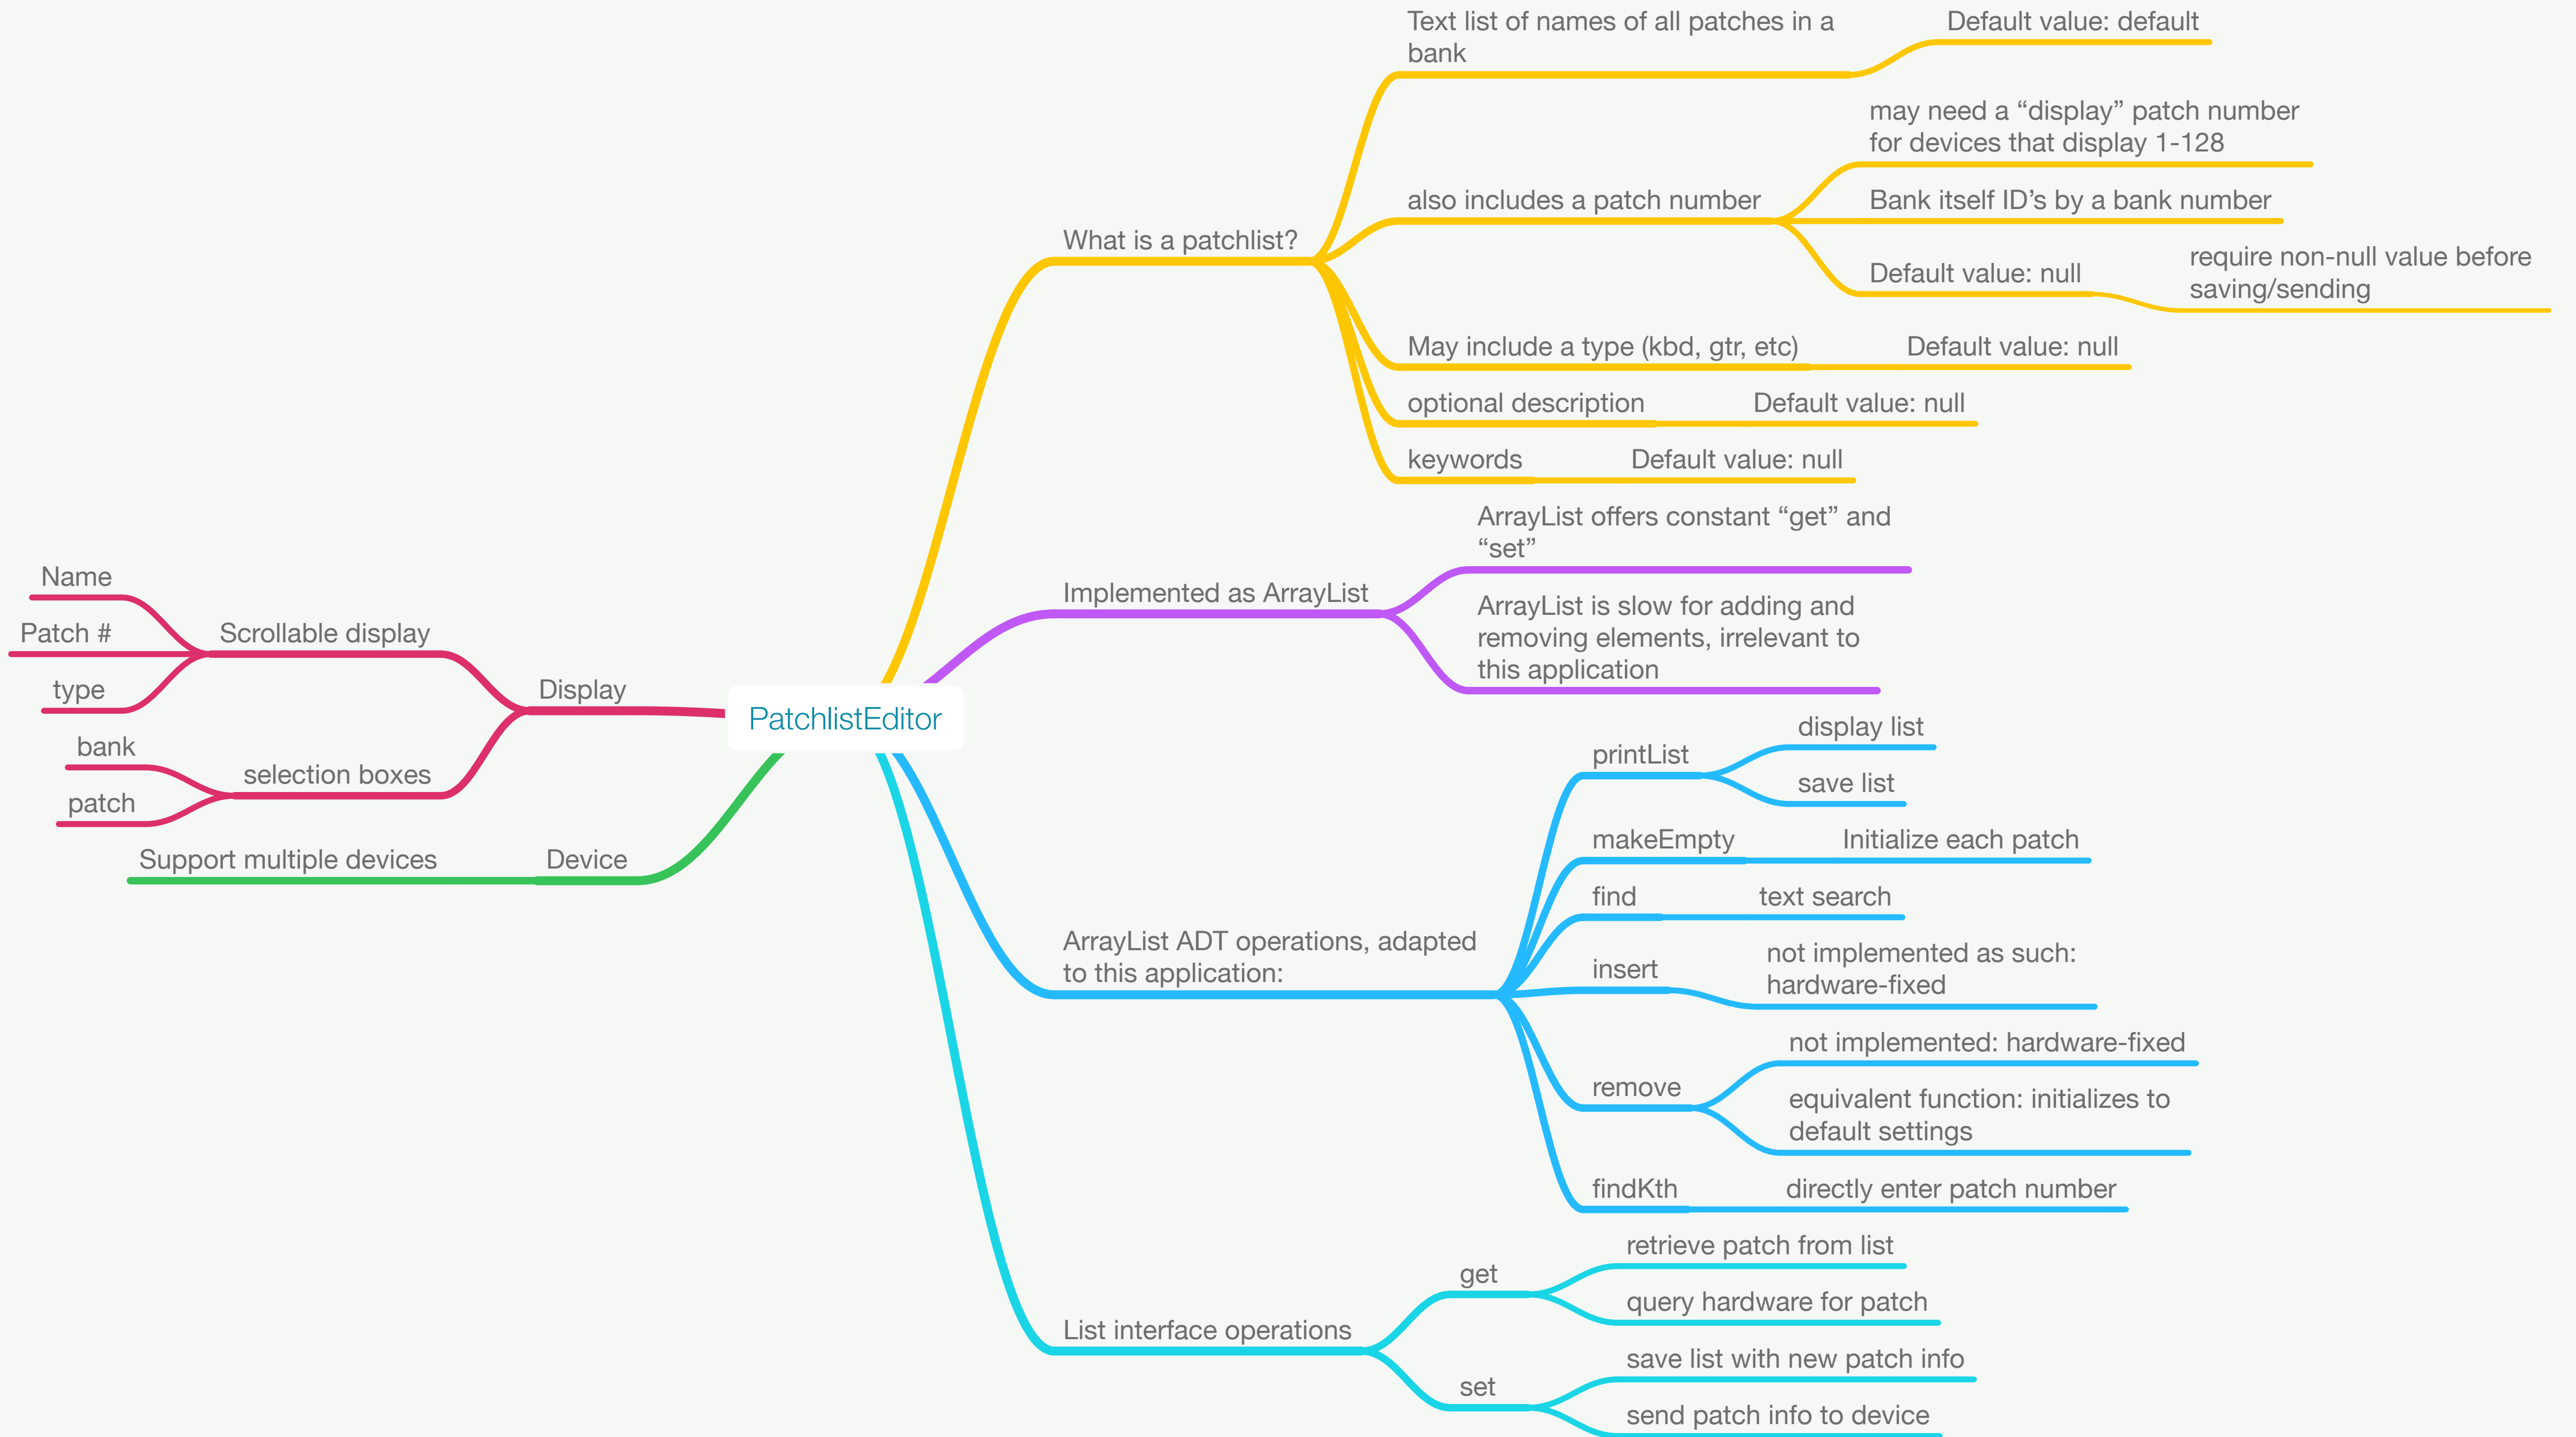 Text list of names of all patches in a
bank
Default value: default
may need a “display” patch number
for devices that display 1-128
also includes a patch number
Bank itself ID’s by a bank number
What is a patchlist?
Default value: null
require non-null value before
saving/sending
May include a type (kbd, gtr, etc)
Default value: null
optional description
Default value: null
keywords
Default value: null
ArrayList offers constant “get” and
“set”
Implemented as ArrayList
ArrayList is slow for adding and
removing elements, irrelevant to
this application
Name
Patch #
Scrollable display
type
Display
bank
selection boxes
patch
PatchlistEditor
Support multiple devices
Device
printList
display list
save list
makeEmpty
Initialize each patch
find
text search
ArrayList ADT operations, adapted
to this application:
insert
not implemented as such:
hardware-fixed
remove
not implemented: hardware-fixed
equivalent function: initializes to
default settings
findKth
directly enter patch number
List interface operations
get
retrieve patch from list
query hardware for patch
set
save list with new patch info
send patch info to device